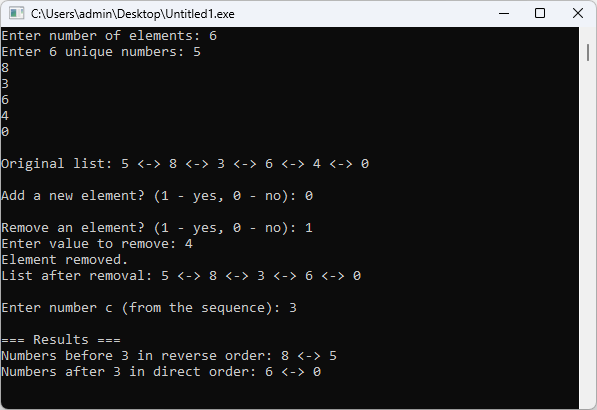 C:\Users\admin\Desktop\Untitled1.exe
Enter number of elements: 6
Enter 6 unique numbers: 5
8
3
6
4
0
Original list: 5 <-> 8 <-> 3 <-> 6 <-> 4 <-> 0
Add a new element? (1 - yes, 0 - no): 0
Remove an element? (1 - yes, 0 - no): 1
Enter value to remove: 4
Element removed.
List after removal: 5 <-> 8 <-> 3 <-> 6 <-> 0
Enter number c (from the sequence): 3
=== Results ===
Numbers before 3 in reverse order: 8 <-> 5
Numbers after 3 in direct order: 6 <-> 0